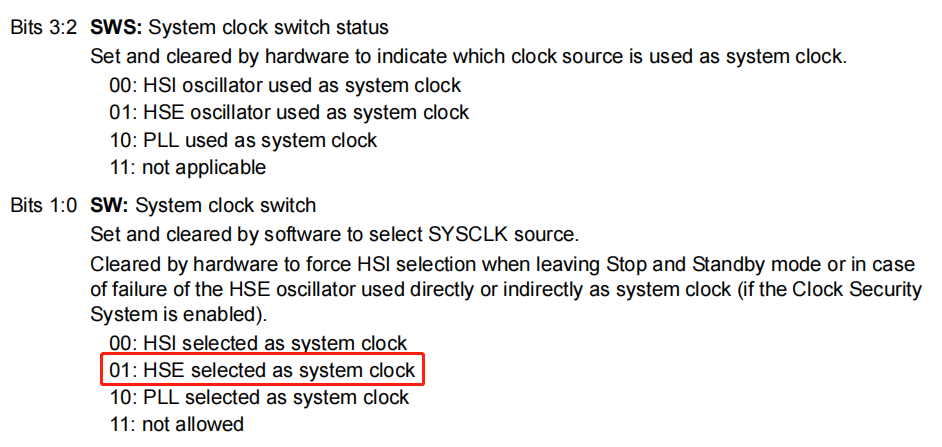 Bits 3:2 SWS: System clock switch status
Set and cleared by hardware to indicate which clock source is used as system clock.
00: HSI oscillator used as system clock
01: HSE oscillator used as system clock
10: PLL used as system clock
11: not applicable
Bits 1:0 SW: System clock switch
Set and cleared by software to select SYSCLK source.
Cleared by hardware to force HSI selection when leaving Stop and Standby mode or in case
of failure of the HSE oscillator used directly or indirectly as system clock (if the Clock Security
System is enabled).
00: HSI selected as system clock
01: HSE selected as system clock
10: PLL selected as system clock
11: not allowed